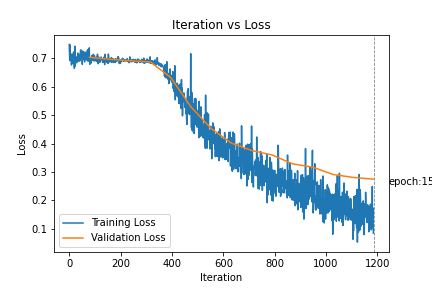 Iteration vs Loss
0.7
0.6
0.5
0.4
0.3
0.2
0.1
Loss
Training Loss
Validation Loss
epoch:15
0
200
400
600
800
1000
1200
Iteration